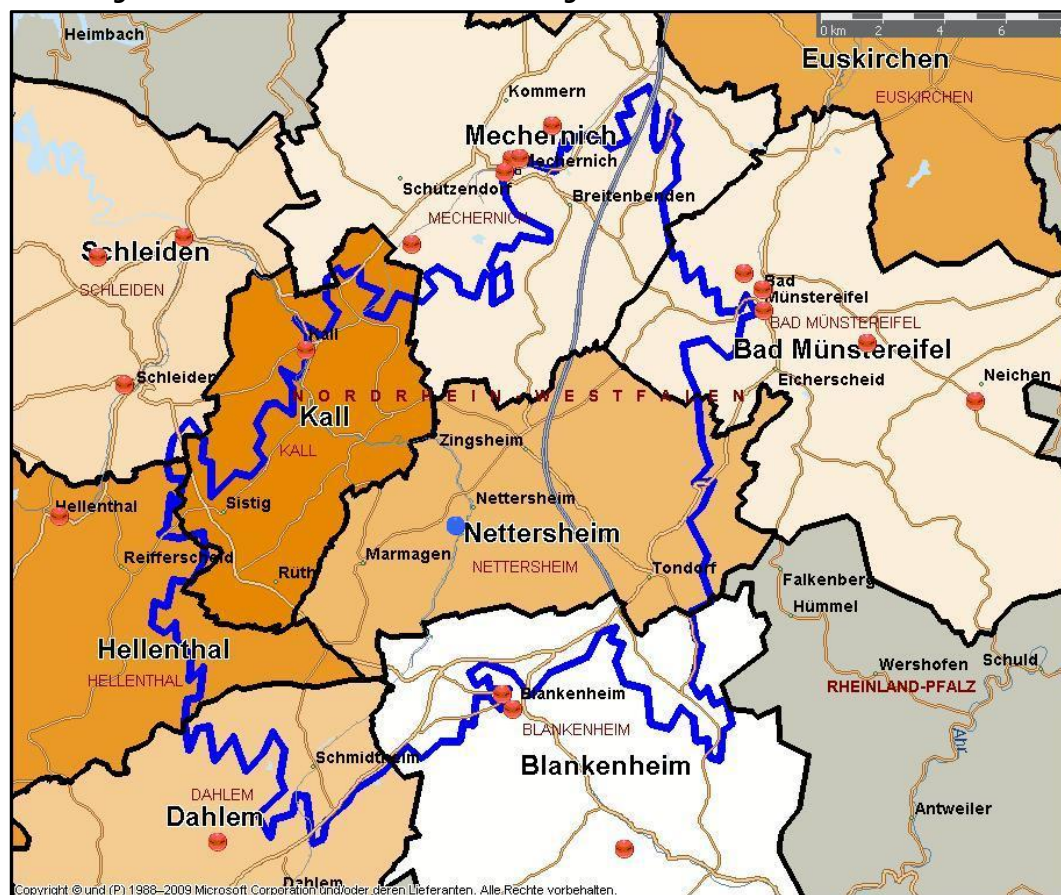 Heimbach
0 km 2 4 6 8
Euskirchen
EUSKIRCHEN
Kommern
Mechernich
Mechernich
Schützendorf
Breitenbenden
MECHERNICH
Schleiden
SCHLEIDEN
Bad
Münstereifel
BAD MÜNSTEREIFEL
Kall
Bad Münstereifel
Schleiden
Eicherscheid
Neichen
NORDRHEIN-WESTFALEN
Kall
KALL
Zingsheim
Hellenthal
Sistig
Nettersheim
Nettersheim
Reifferscheid
Marmagen
NETTERSHEIM
Tondorf
Rüth
Falkenberg
Hümmel
Hellenthal
HELLENTHAL
Wershofen
Schuld
RHEINLAND-PFALZ
Blankenheim
BLANKENHEIM
Ahr
Schmidtheim
Blankenheim
DAHLEM
Dahlem
Antweiler
Dahlem
Copyright © und (P) 1988–2009 Microsoft Corporation und/oder deren Lieferanten. Alle Rechte vorbehalten.